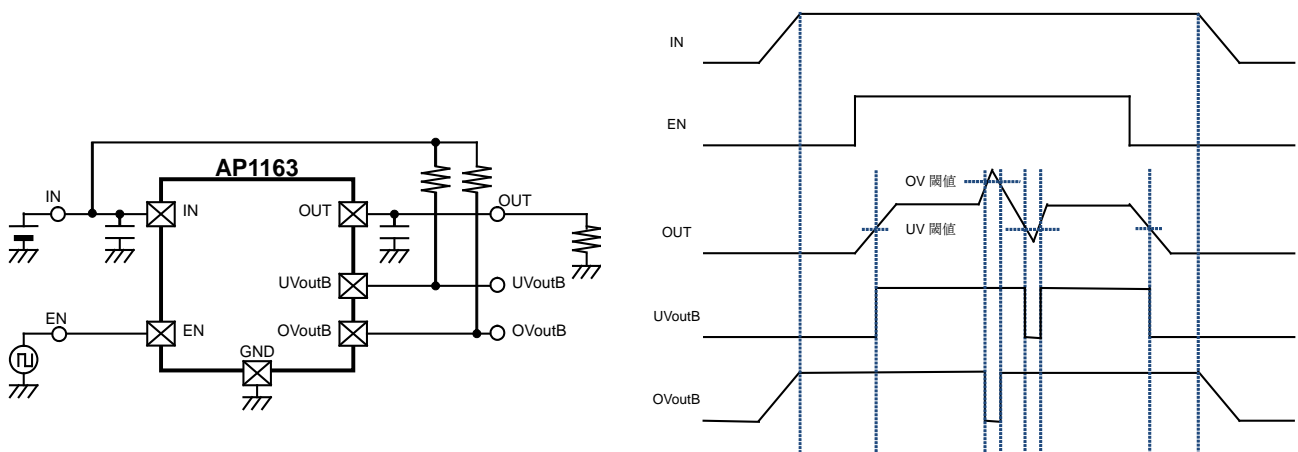 AP1163
IN
IN
OUT
OUT
UVoutB
UVoutB
EN
EN
OVoutB
OVoutB
GND
IN
EN
OV 閾値
UV 閾値
OUT
UVoutB
OVoutB